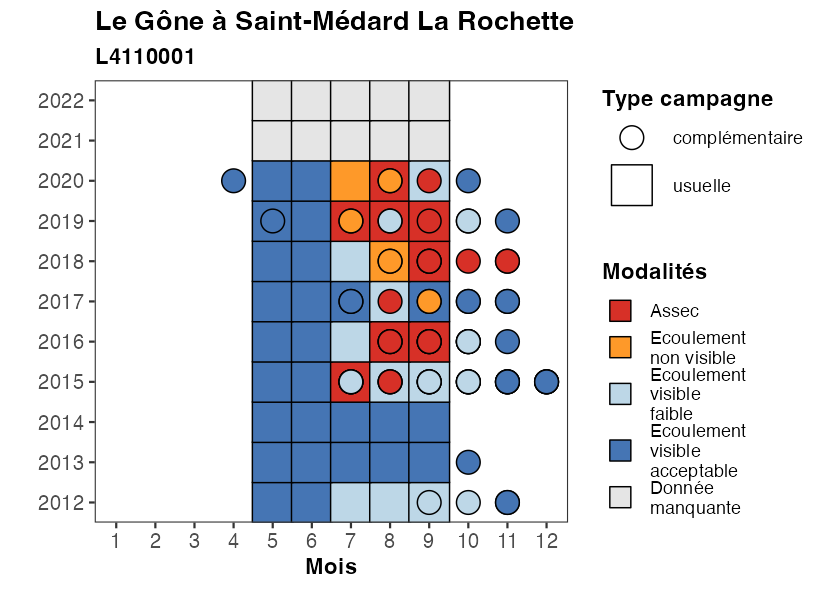 Le Gône à Saint-Médard La Rochette
L4110001
2022
2021
2020
2019
2018
2017
2016
2015
2014
2013
2012
1 2 3 4 5 6 7 8 9 10 11 12
Mois
Type campagne
complémentaire
usuelle
Modalités
Assec
Ecoulement
non visible
Ecoulement
visible
faible
Ecoulement
visible
acceptable
Donnée
manquante